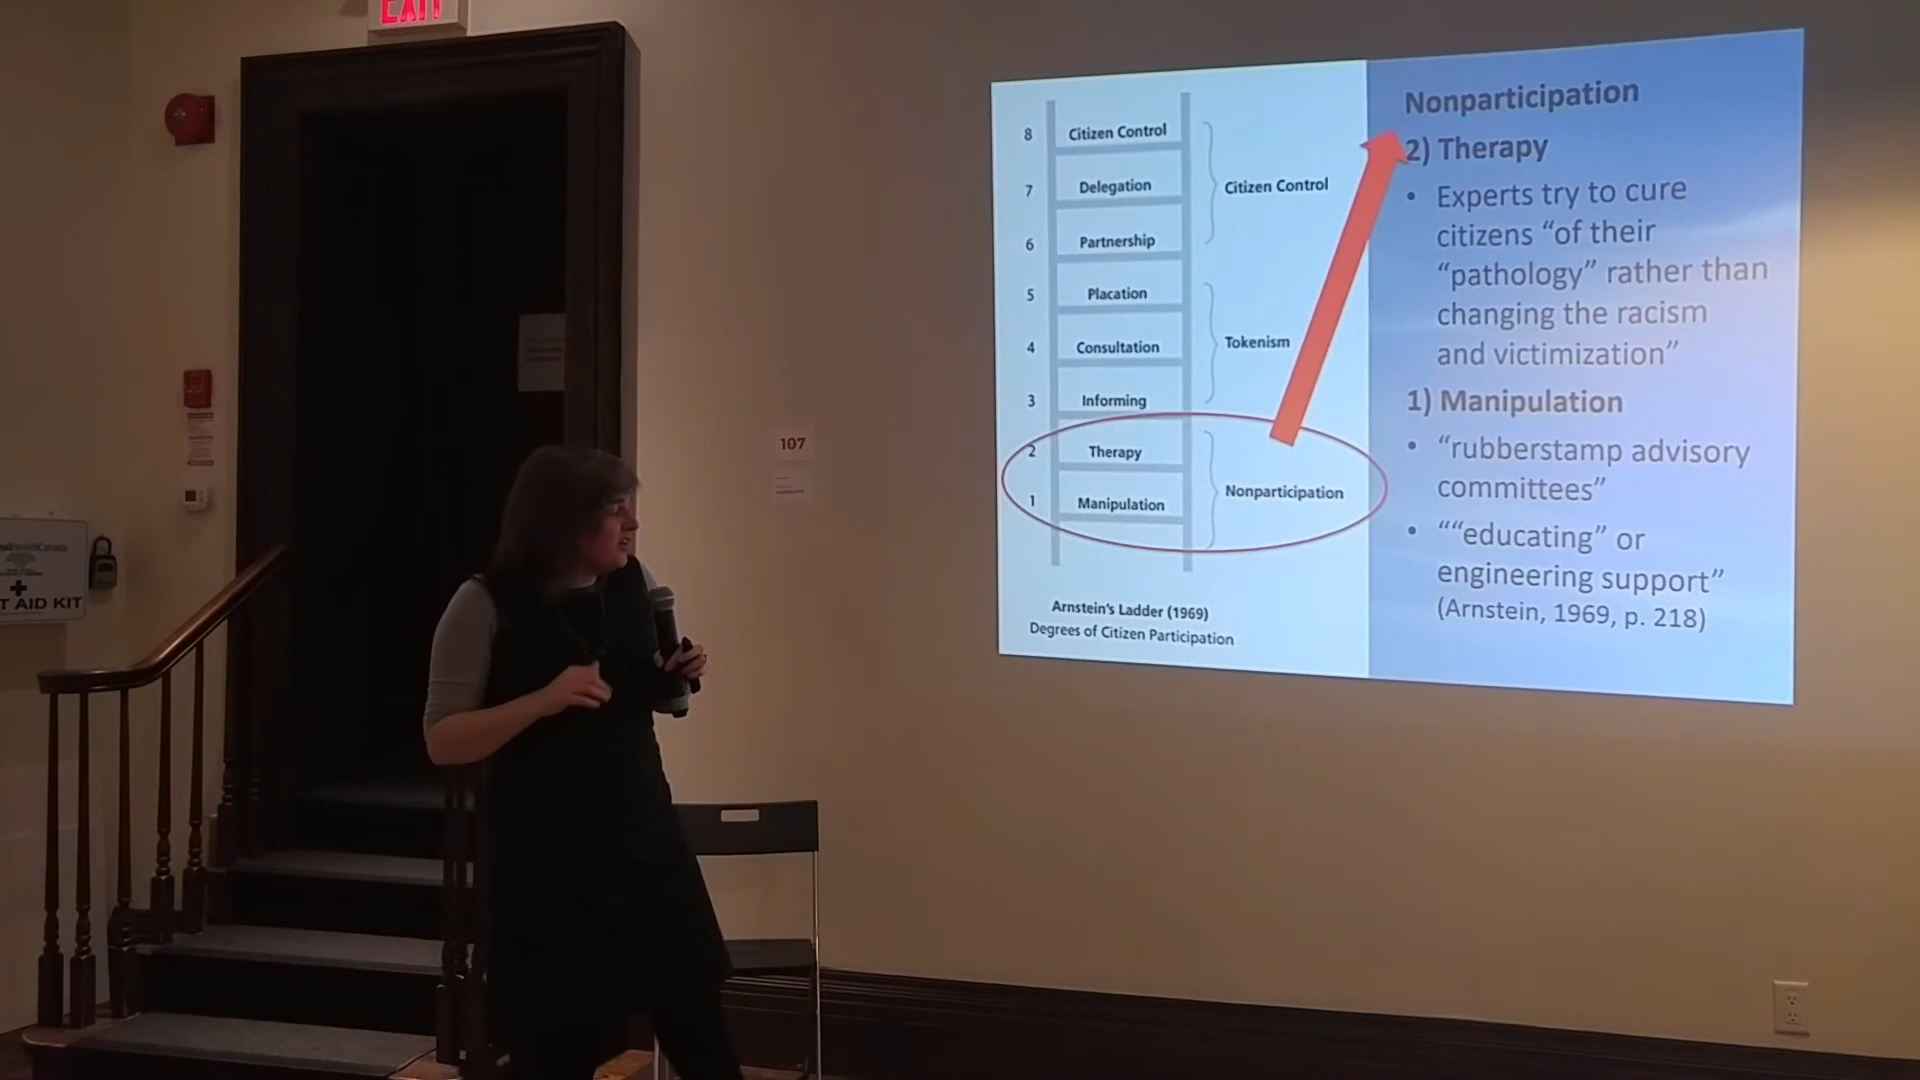 EXIT
107
T AID KIT
8 Citizen Control
7 Delegation
6 Partnership
5 Placation
4 Consultation
3 Informing
2 Therapy
1 Manipulation
Citizen Control
Tokenism
Nonparticipation
Arnstein's Ladder (1969)
Degrees of Citizen Participation
Nonparticipation
2) Therapy
• Experts try to cure
citizens “of their
“pathology” rather than
changing the racism
and victimization”
1) Manipulation
• “rubberstamp advisory
committees”
• ““educating” or
engineering support”
(Arnstein, 1969, p. 218)